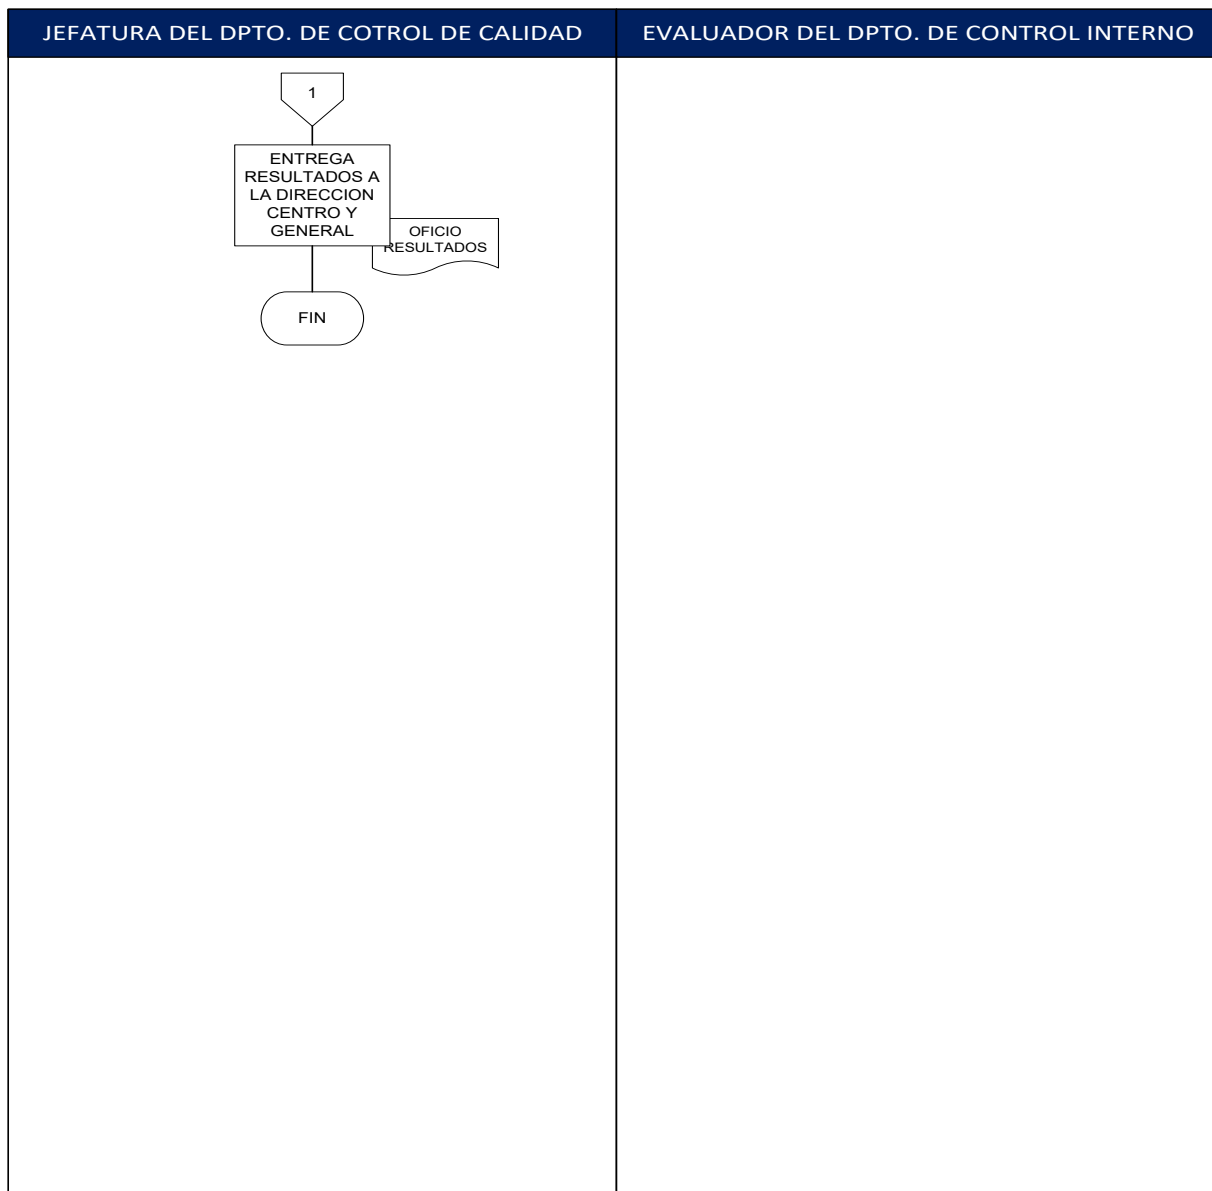 JEFATURA DEL DPTO. DE COTROL DE CALIDAD
EVALUADOR DEL DPTO. DE CONTROL INTERNO
1
ENTREGA
RESULTADOS A
LA DIRECCION
CENTRO Y
GENERAL
OFICIO
RESULTADOS
FIN